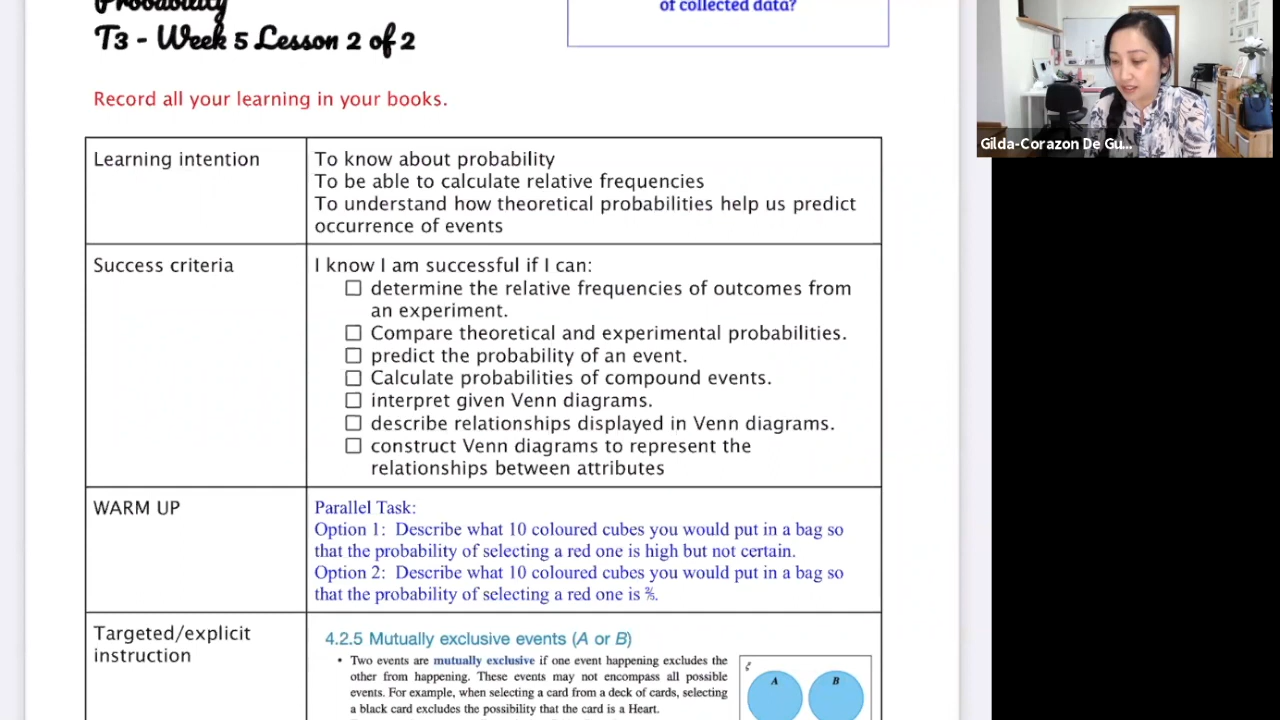 Probability
of collected data?
T3 - Week 5 Lesson 2 of 2
Record all your learning in your books.
Gilda-Corazon De Gu...
Learning intention
To know about probability
To be able to calculate relative frequencies
To understand how theoretical probabilities help us predict
occurrence of events
Success criteria
I know I am successful if I can:
determine the relative frequencies of outcomes from
an experiment.
Compare theoretical and experimental probabilities.
predict the probability of an event.
Calculate probabilities of compound events.
interpret given Venn diagrams.
describe relationships displayed in Venn diagrams.
construct Venn diagrams to represent the
relationships between attributes
WARM UP
Parallel Task:
Option 1: Describe what 10 coloured cubes you would put in a bag so
that the probability of selecting a red one is high but not certain.
Option 2: Describe what 10 coloured cubes you would put in a bag so
that the probability of selecting a red one is
Targeted/explicit
instruction
4.2.5 Mutually exclusive events (A or B)
• Two events are mutually exclusive if one event happening excludes the
other from happening. These events may not encompass all possible
events. For example, when selecting a card from a deck of cards, selecting
a black card excludes the possibility that the card is a Heart.
ξ
A
B